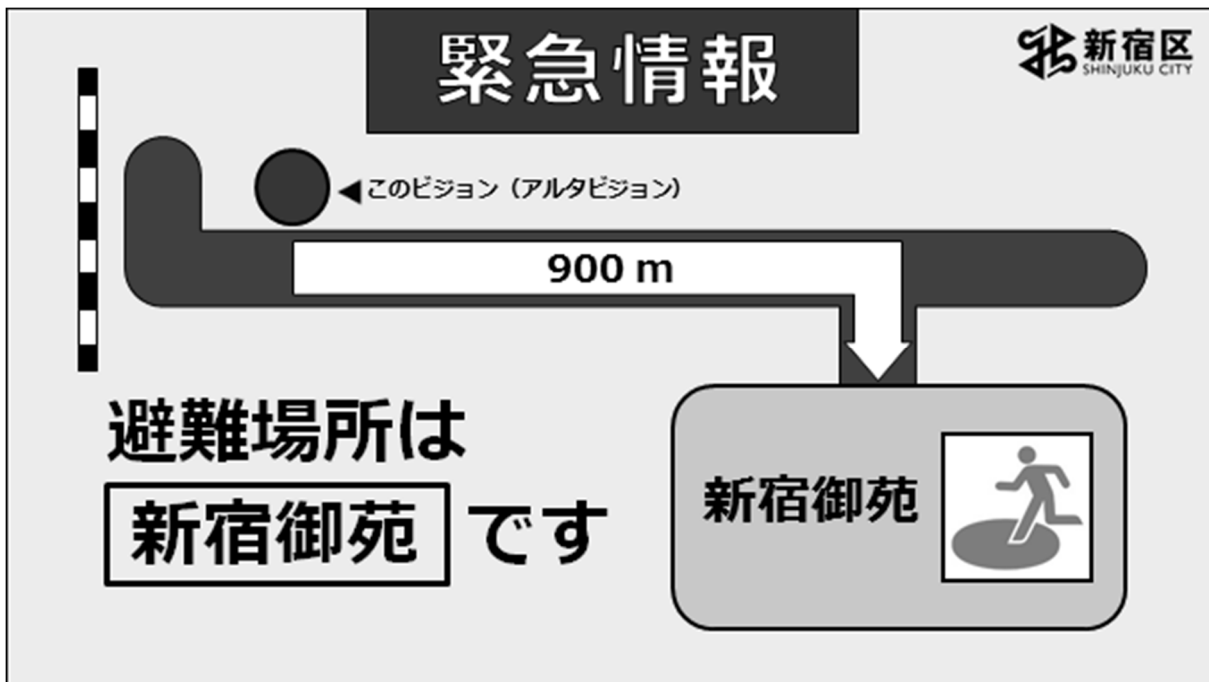 緊急情報
新宿区
SHINJUKU CITY
◀このビジョン（アルタビジョン）
900 m
避難場所は
新宿御苑 です
新宿御苑